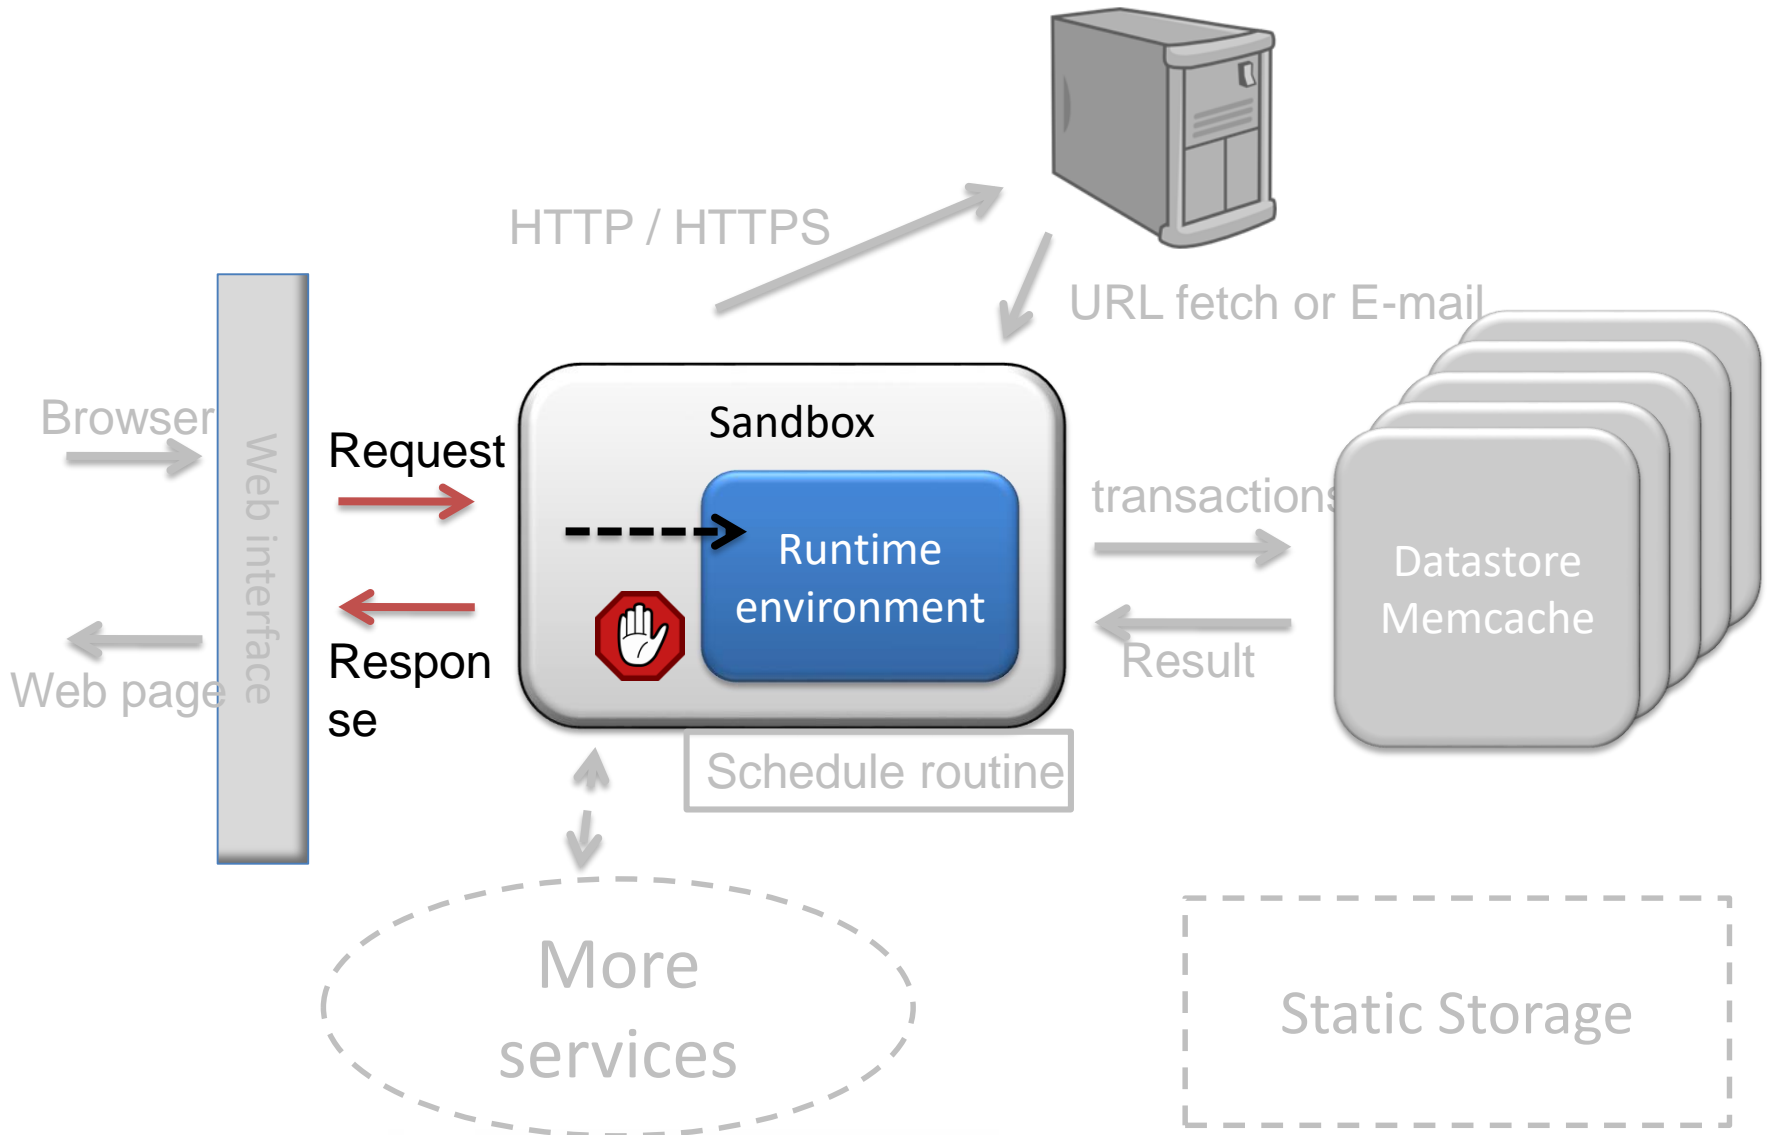 HTTP / HTTPS
URL fetch or E-mail
Browser
Web interface
Request
Sandbox
Runtime
environment
transactions
Datastore
Memcache
Web page
Respon
se
Result
Schedule routine
More
services
Static Storage